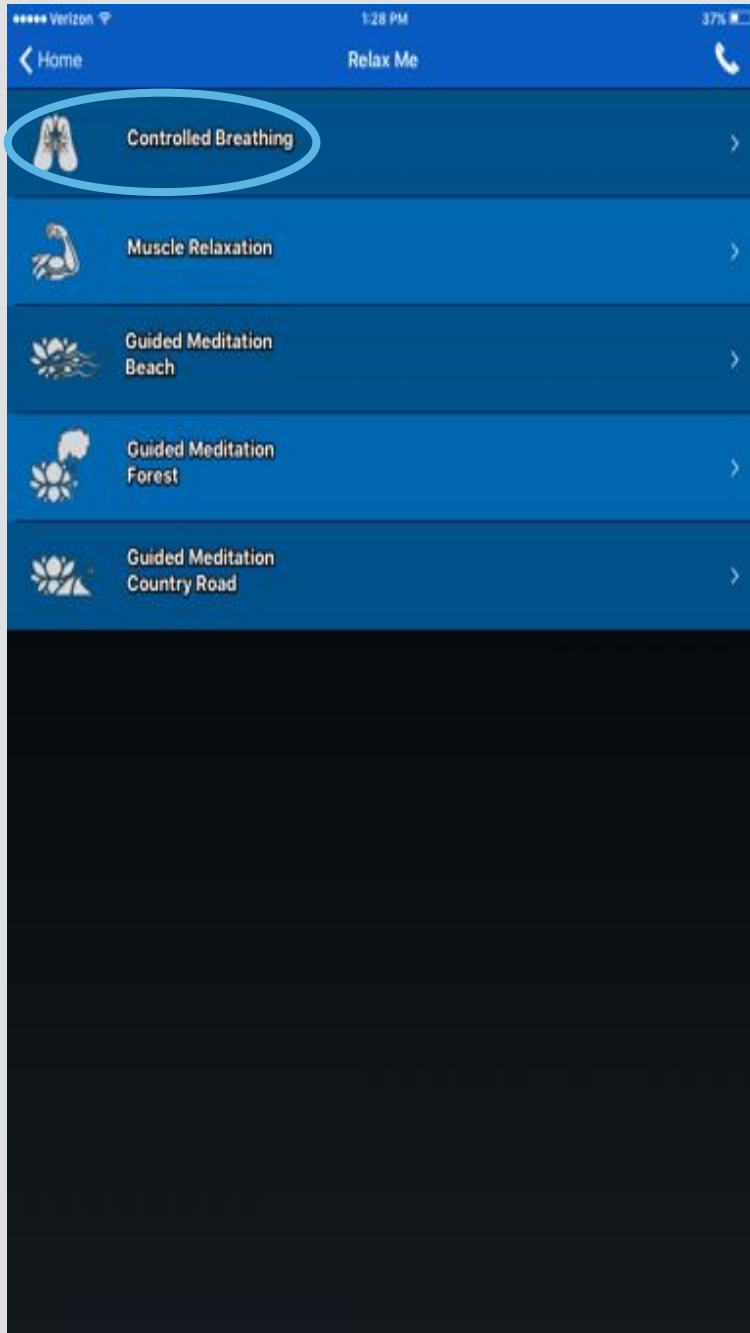 Verizon 1:28 PM 37%
Home Relax Me
Controlled Breathing
Muscle Relaxation
Guided Meditation
Beach
Guided Meditation
Forest
Guided Meditation
Country Road